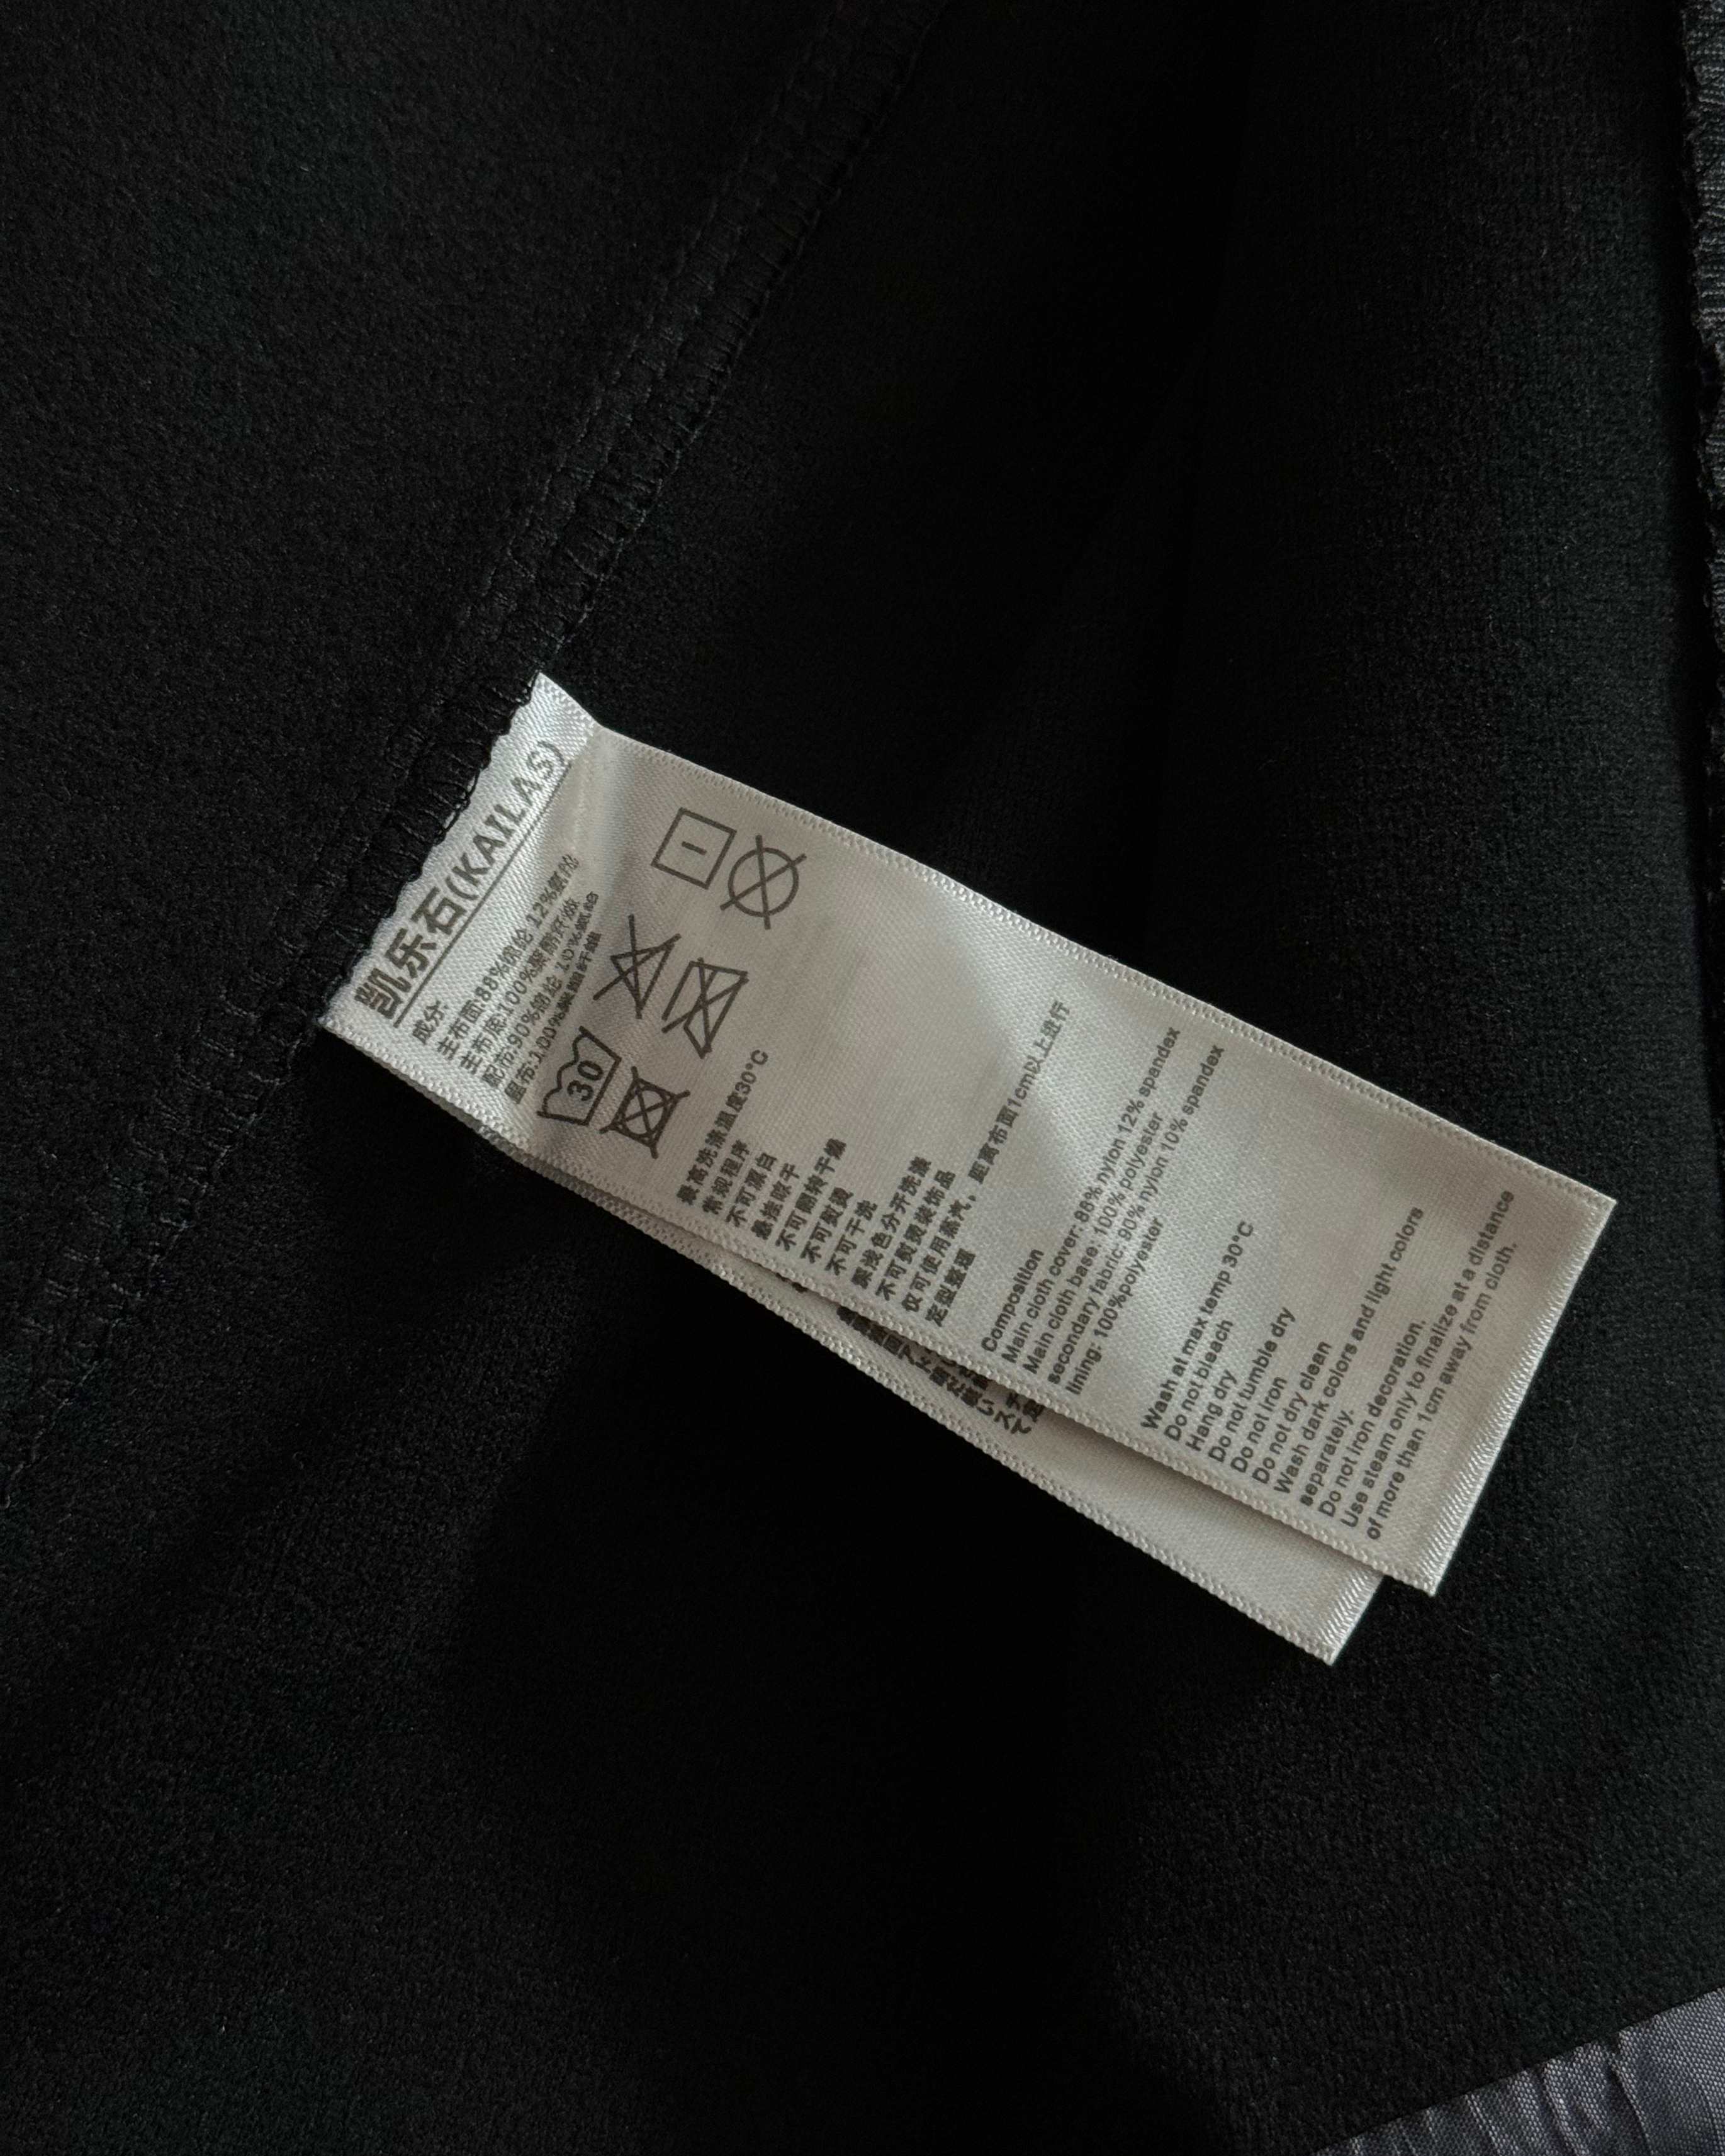 凯乐石(KAILAS)
成分:
主布面:88%锦纶 12%氨纶
主布底:100%聚酯纤维
配布:90%锦纶 10%氨纶
里布:100%聚酯纤维
30
最高洗涤温度30°C
常规程序
不可漂白
悬挂晾干
不可翻转干燥
不可熨烫
不可干洗
深浅色分开洗涤
不可熨烫装饰品
仅可使用蒸汽，距离布面1cm以上进行
定型整理
Composition
Main cloth cover: 88% nylon 12% spandex
Main cloth base: 100% polyester
secondary fabric: 90% nylon 10% spandex
lining: 100%polyester
Wash at max temp 30°C
Do not bleach
Hang dry
Do not tumble dry
Do not iron
Do not dry clean
Wash dark colors and light colors
separately.
Do not iron decoration.
Use steam only to finalize at a distance
of more than 1cm away from cloth.